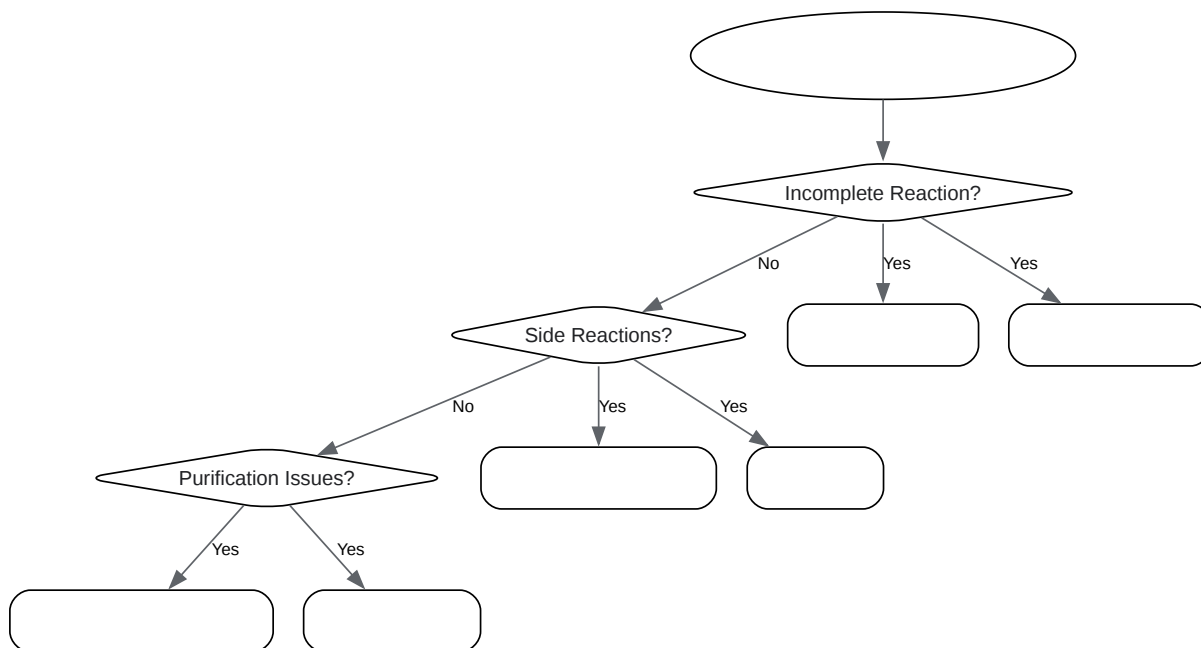 Incomplete Reaction?
No
Yes
Yes
Side Reactions?
No
Yes
Yes
Purification Issues?
Yes
Yes